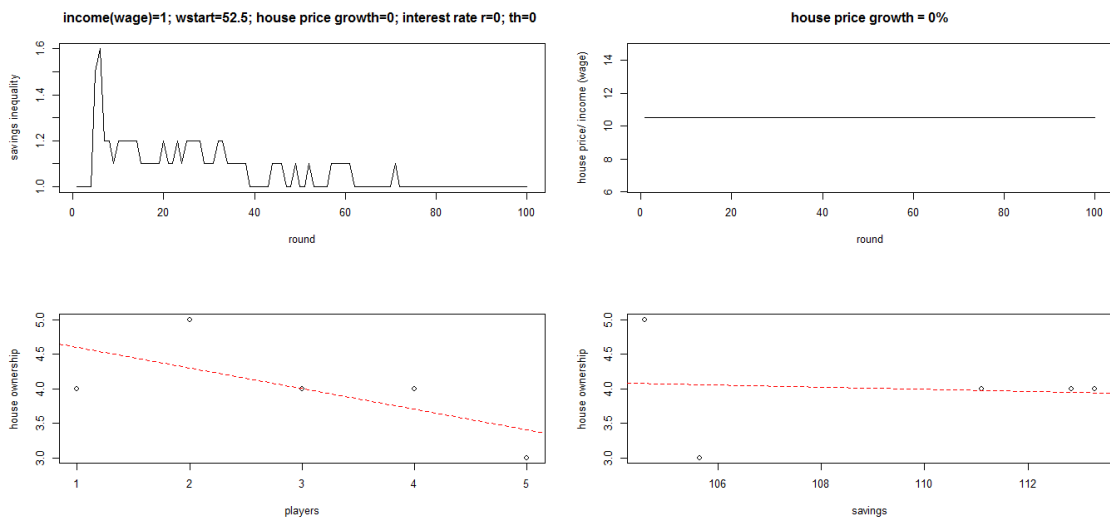 income(wage)=1; wstart=52.5; house price growth=0; interest rate r=0; th=0
savings inequality
1.0 1.2 1.4 1.6
0 20 40 60 80 100
round
house price growth = 0%
house price/ income (wage)
6 8 10 12 14
0 20 40 60 80 100
round
house ownership
3.0 3.5 4.0 4.5 5.0
1 2 3 4 5
players
house ownership
3.0 3.5 4.0 4.5 5.0
106 108 110 112
savings